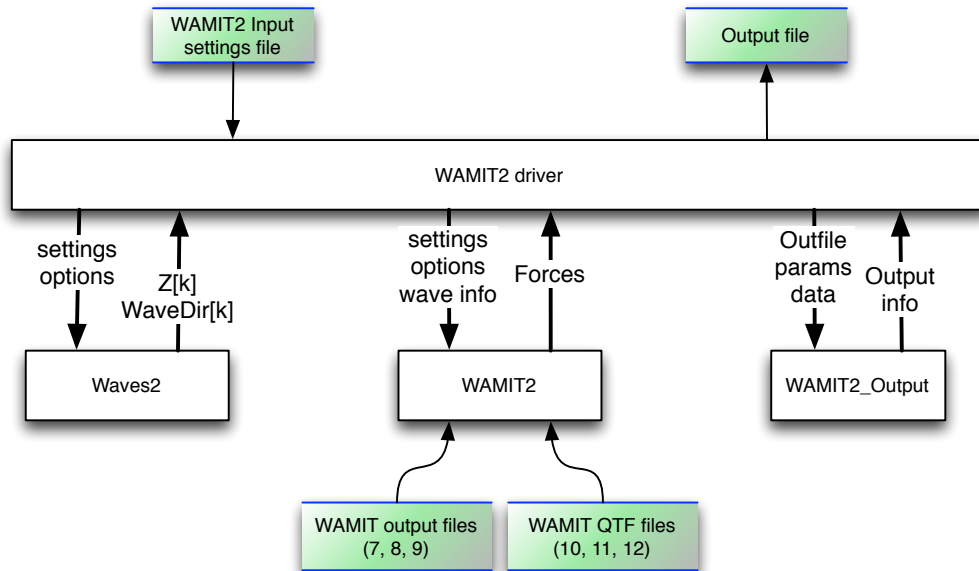 WAMIT2 Input
settings file
Output file
WAMIT2 driver
settings
options
Z[k]
WaveDir[k]
settings
options
wave info
Forces
Outfile
params
data
Output
info
Waves2
WAMIT2
WAMIT2_Output
WAMIT output files
(7, 8, 9)
WAMIT QTF files
(10, 11, 12)